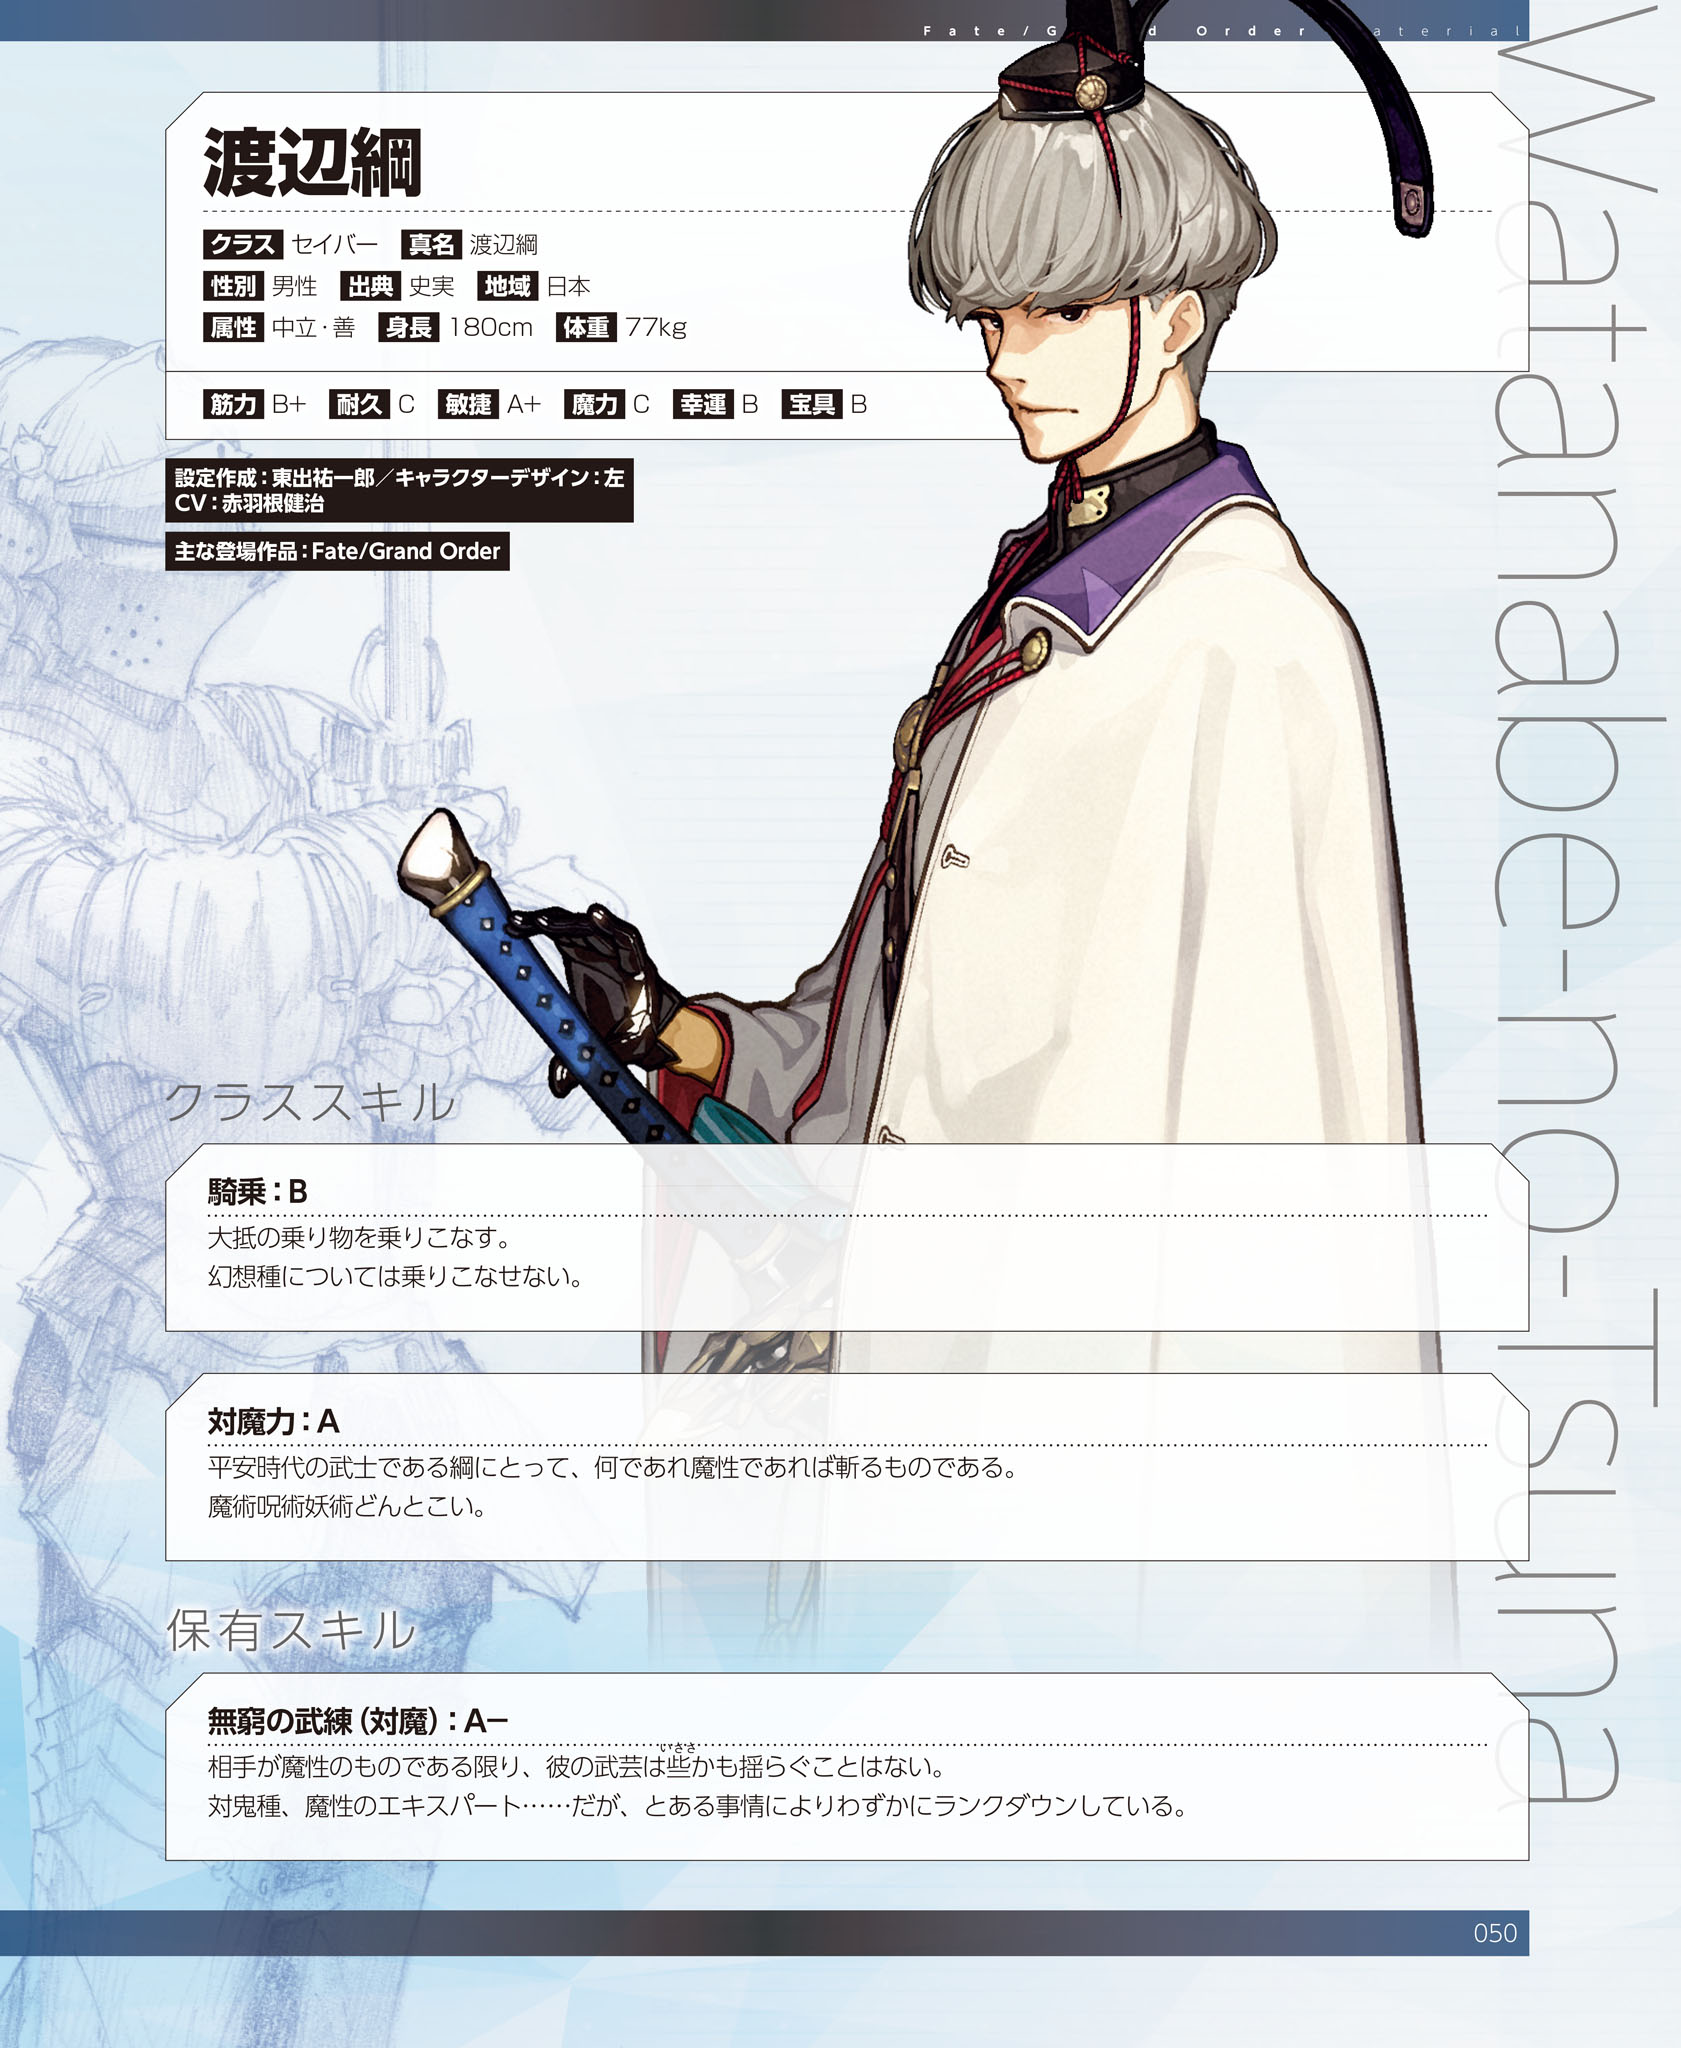 Fate/G d Order aterial
渡辺綱
クラス セイバー 真名 渡辺綱
性別 男性 出典 史実 地域 日本
属性 中立・善 身長 180cm 体重 77kg
筋力 B+ 耐久 C 敏捷 A+ 魔力 C 幸運 B 宝具 B
設定作成:東出祐一郎/キャラクターデザイン:左
CV:赤羽根健治
主な登場作品:Fate/Grand Order
Watanabe-no-Tsuna
クラススキル
騎乗:B
大抵の乗り物を乗りこなす。
幻想種については乗りこなせない。
対魔力:A
平安時代の武士である綱にとって、何であれ魔性であれば斬るものである。
魔術呪術妖術どんとこい。
保有スキル
無窮の武練(対魔):A−
いささ
相手が魔性のものである限り、彼の武芸は些かも揺らぐことはない。
対鬼種、魔性のエキスパート……だが、とある事情によりわずかにランクダウンしている。
050